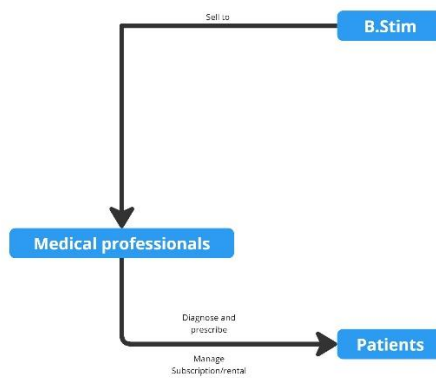 Sell to
B.Stim
Medical professionals
Diagnose and
prescribe
Patients
Manage
Subscription/rental